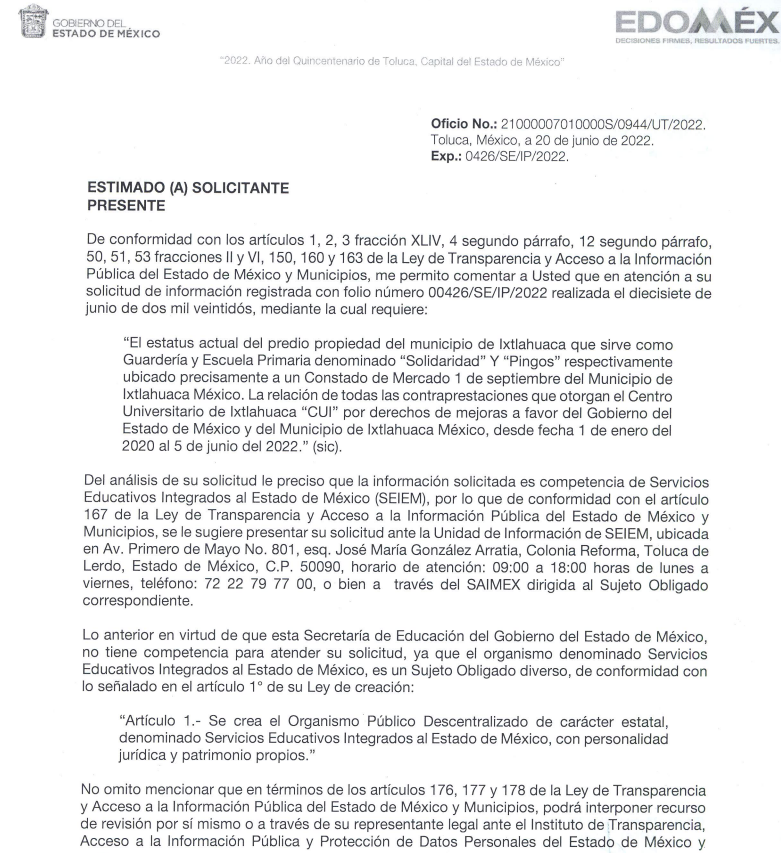 GOBIERNO DEL
ESTADO DE MÉXICO
EDOMÉX
DECISIONES FIRMES, RESULTADOS FUERTES.
"2022. Año del Quincentenario de Toluca, Capital del Estado de México"
Oficio No.: 21000007010000S/0944/UT/2022.
Toluca, México, a 20 de junio de 2022.
Exp.: 0426/SE/IP/2022.
ESTIMADO (A) SOLICITANTE
PRESENTE
De conformidad con los artículos 1, 2, 3 fracción XLIV, 4 segundo párrafo, 12 segundo párrafo,
50, 51, 53 fracciones II y VI, 150, 160 y 163 de la Ley de Transparencia y Acceso a la Información
Pública del Estado de México y Municipios, me permito comentar a Usted que en atención a su
solicitud de información registrada con folio número 00426/SE/IP/2022 realizada el diecisiete de
junio de dos mil veintidós, mediante la cual requiere:
"El estatus actual del predio propiedad del municipio de Ixtlahuaca que sirve como
Guardería y Escuela Primaria denominado "Solidaridad" Y "Pingos" respectivamente
ubicado precisamente a un Constado de Mercado 1 de septiembre del Municipio de
Ixtlahuaca México. La relación de todas las contraprestaciones que otorgan el Centro
Universitario de Ixtlahuaca "CUI" por derechos de mejoras a favor del Gobierno del
Estado de México y del Municipio de Ixtlahuaca México, desde fecha 1 de enero del
2020 al 5 de junio del 2022." (sic).
Del análisis de su solicitud le preciso que la información solicitada es competencia de Servicios
Educativos Integrados al Estado de México (SEIEM), por lo que de conformidad con el artículo
167 de la Ley de Transparencia y Acceso a la Información Pública del Estado de México y
Municipios, se le sugiere presentar su solicitud ante la Unidad de Información de SEIEM, ubicada
en Av. Primero de Mayo No. 801, esq. José María González Arratia, Colonia Reforma, Toluca de
Lerdo, Estado de México, C.P. 50090, horario de atención: 09:00 a 18:00 horas de lunes a
viernes, teléfono: 72 22 79 77 00, o bien a través del SAIMEX dirigida al Sujeto Obligado
correspondiente.
Lo anterior en virtud de que esta Secretaría de Educación del Gobierno del Estado de México,
no tiene competencia para atender su solicitud, ya que el organismo denominado Servicios
Educativos Integrados al Estado de México, es un Sujeto Obligado diverso, de conformidad con
lo señalado en el artículo 1° de su Ley de creación:
"Artículo 1.- Se crea el Organismo Público Descentralizado de carácter estatal,
denominado Servicios Educativos Integrados al Estado de México, con personalidad
jurídica y patrimonio propios."
No omito mencionar que en términos de los artículos 176, 177 y 178 de la Ley de Transparencia
y Acceso a la Información Pública del Estado de México y Municipios, podrá interponer recurso
de revisión por sí mismo o a través de su representante legal ante el Instituto de Transparencia,
Acceso a la Información Pública y Protección de Datos Personales del Estado de México y